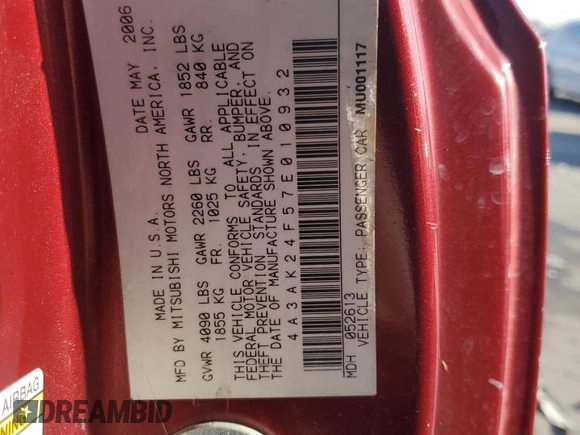 MADE IN U.S.A. DATE MAY 2006
MFD BY MITSUBISHI MOTORS NORTH AMERICA, INC.
GVWR 4090 LBS GAWR 2260 LBS GAWR 1852 LBS
1855 KG FR. 1025 KG RR. 840 KG
THIS VEHICLE CONFORMS TO ALL APPLICABLE
FEDERAL MOTOR VEHICLE SAFETY, BUMPER, AND
THEFT PREVENTION STANDARDS IN EFFECT ON
THE DATE OF MANUFACTURE SHOWN ABOVE.
4A3AK24F57E010932
MDH 052613
VEHICLE TYPE: PASSENGER CAR MU001117
AIRBAG
DREAMBID